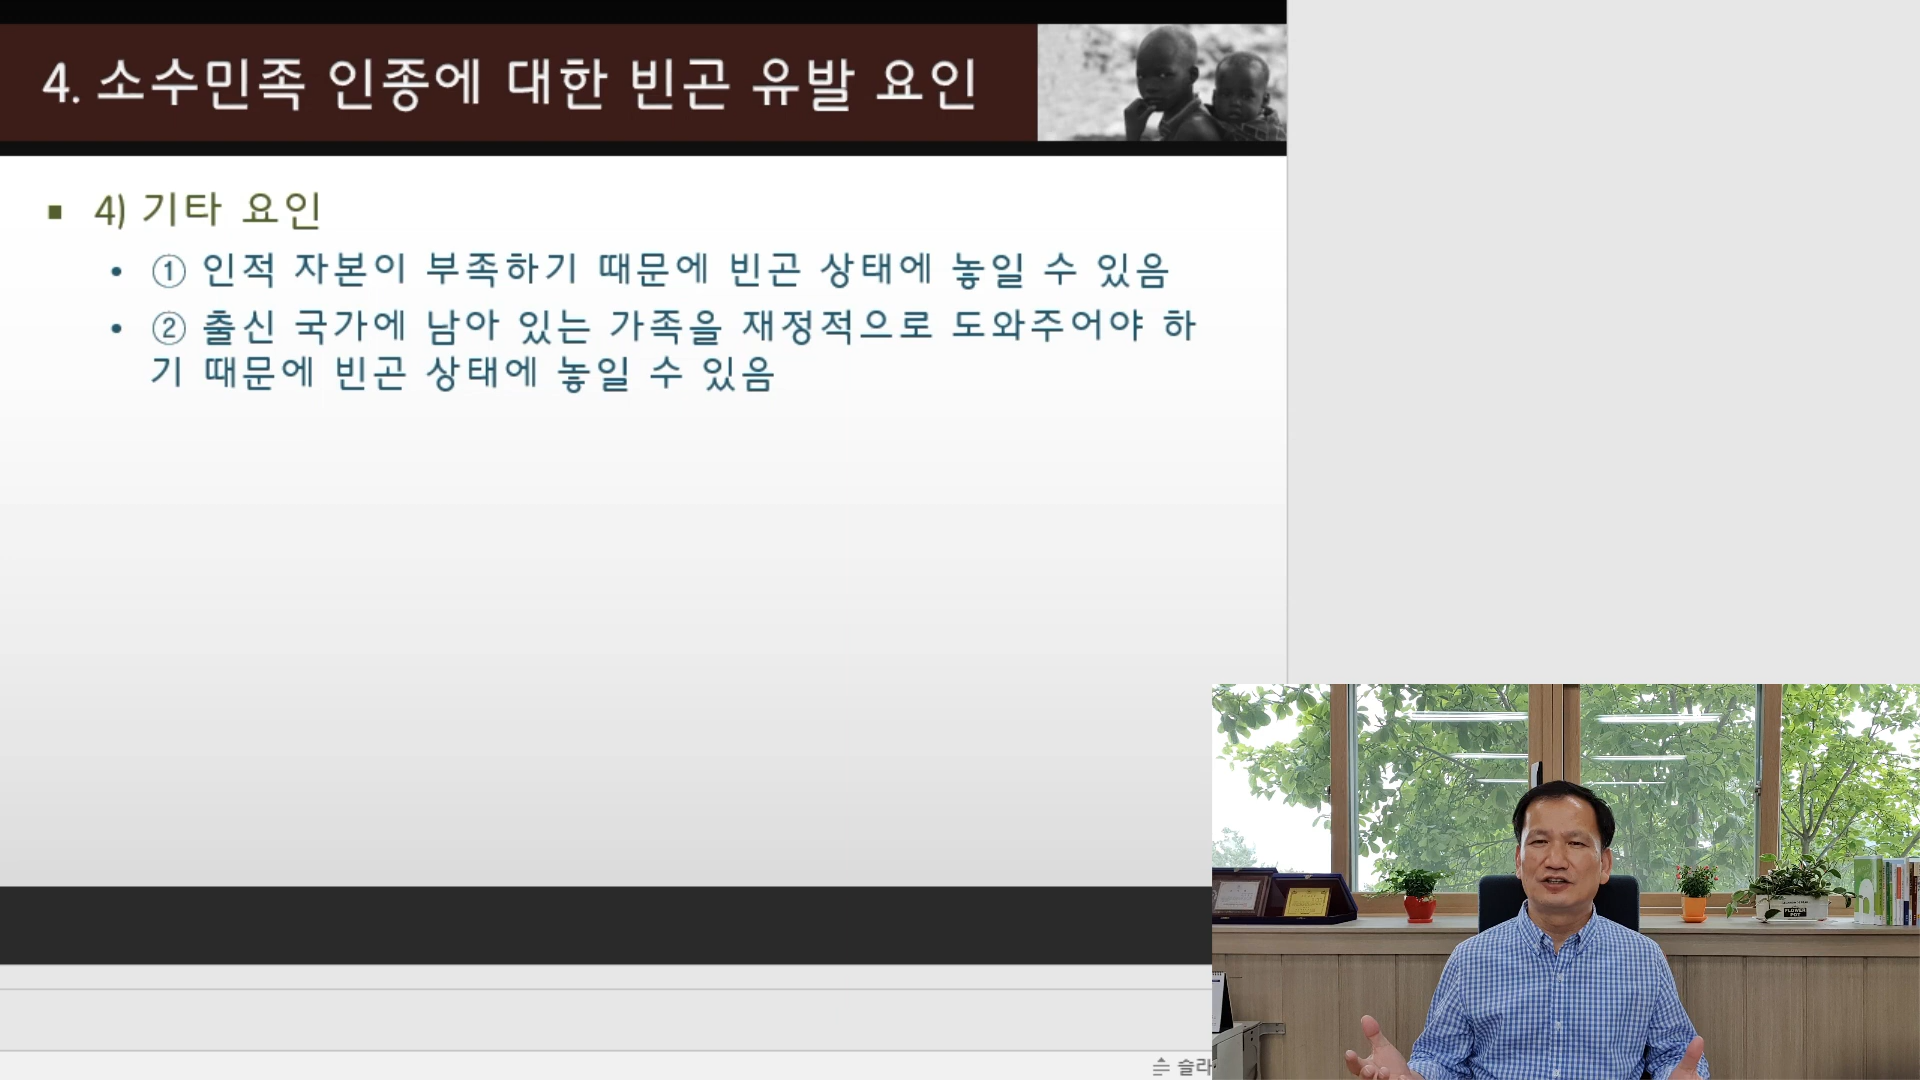 4. 소수민족 인종에 대한 빈곤 유발 요인
▪ 4) 기타 요인
• ① 인적 자본이 부족하기 때문에 빈곤 상태에 놓일 수 있음
• ② 출신 국가에 남아 있는 가족을 재정적으로 도와주어야 하
기 때문에 빈곤 상태에 놓일 수 있음
FLOWER
POT
슬라